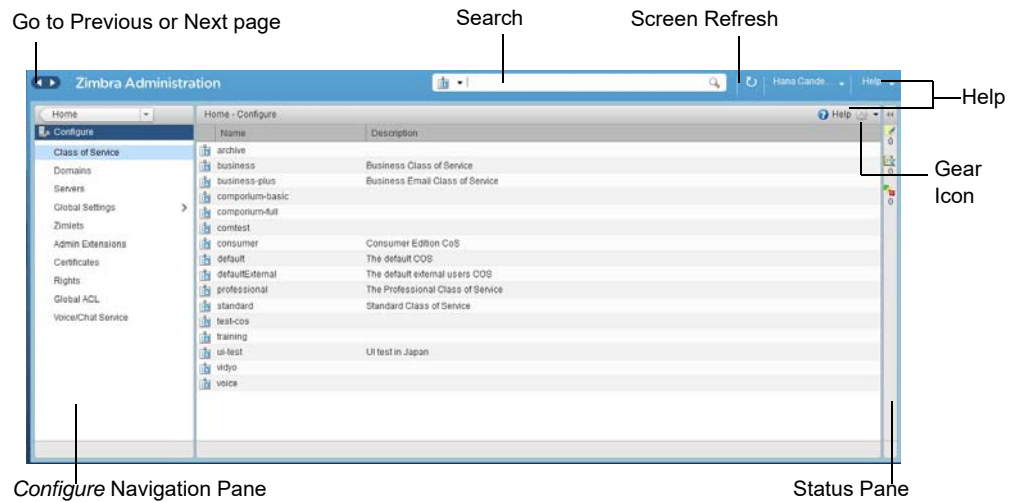 Go to Previous or Next page
Search
Screen Refresh
Zimbra Administration
Hana Cande...
Help
Help
Home
Home - Configure
Help
Configure
Name
Description
Gear
Icon
Class of Service
Domains
Servers
Global Settings
Zimlets
Admin Extensions
Certificates
Rights
Global ACL
Voice/Chat Service
archive
business Business Class of Service
business-plus Business Email Class of Service
comporium-basic
comporium-full
comtest
consumer Consumer Edition CoS
default The default COS
defaultExternal The default external users COS
professional The Professional Class of Service
standard Standard Class of Service
test-cos
training
ui-test UI test in Japan
vidyo
voice
0
0
0
Configure Navigation Pane
Status Pane